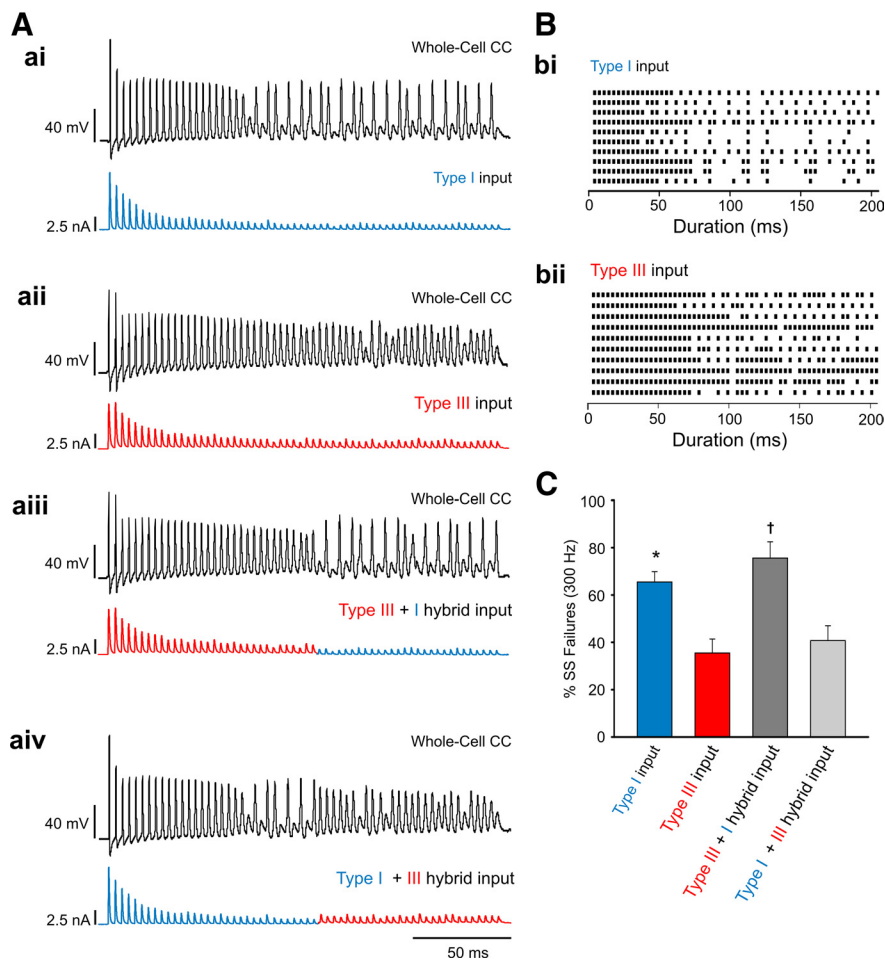 A
ai
Whole-Cell CC
40 mV
Type I input
2.5 nA
aii
Whole-Cell CC
40 mV
Type III input
2.5 nA
aiii
Whole-Cell CC
40 mV
Type III + I hybrid input
2.5 nA
aiv
Whole-Cell CC
40 mV
Type I + III hybrid input
2.5 nA
50 ms
B
bi
Type I input
0 50 100 150 200
Duration (ms)
bii
Type III input
0 50 100 150 200
Duration (ms)
C
% SS Failures (300 Hz)
100
80
60
40
20
0
*
†
Type I input
Type III input
Type III + I hybrid input
Type I + III hybrid input